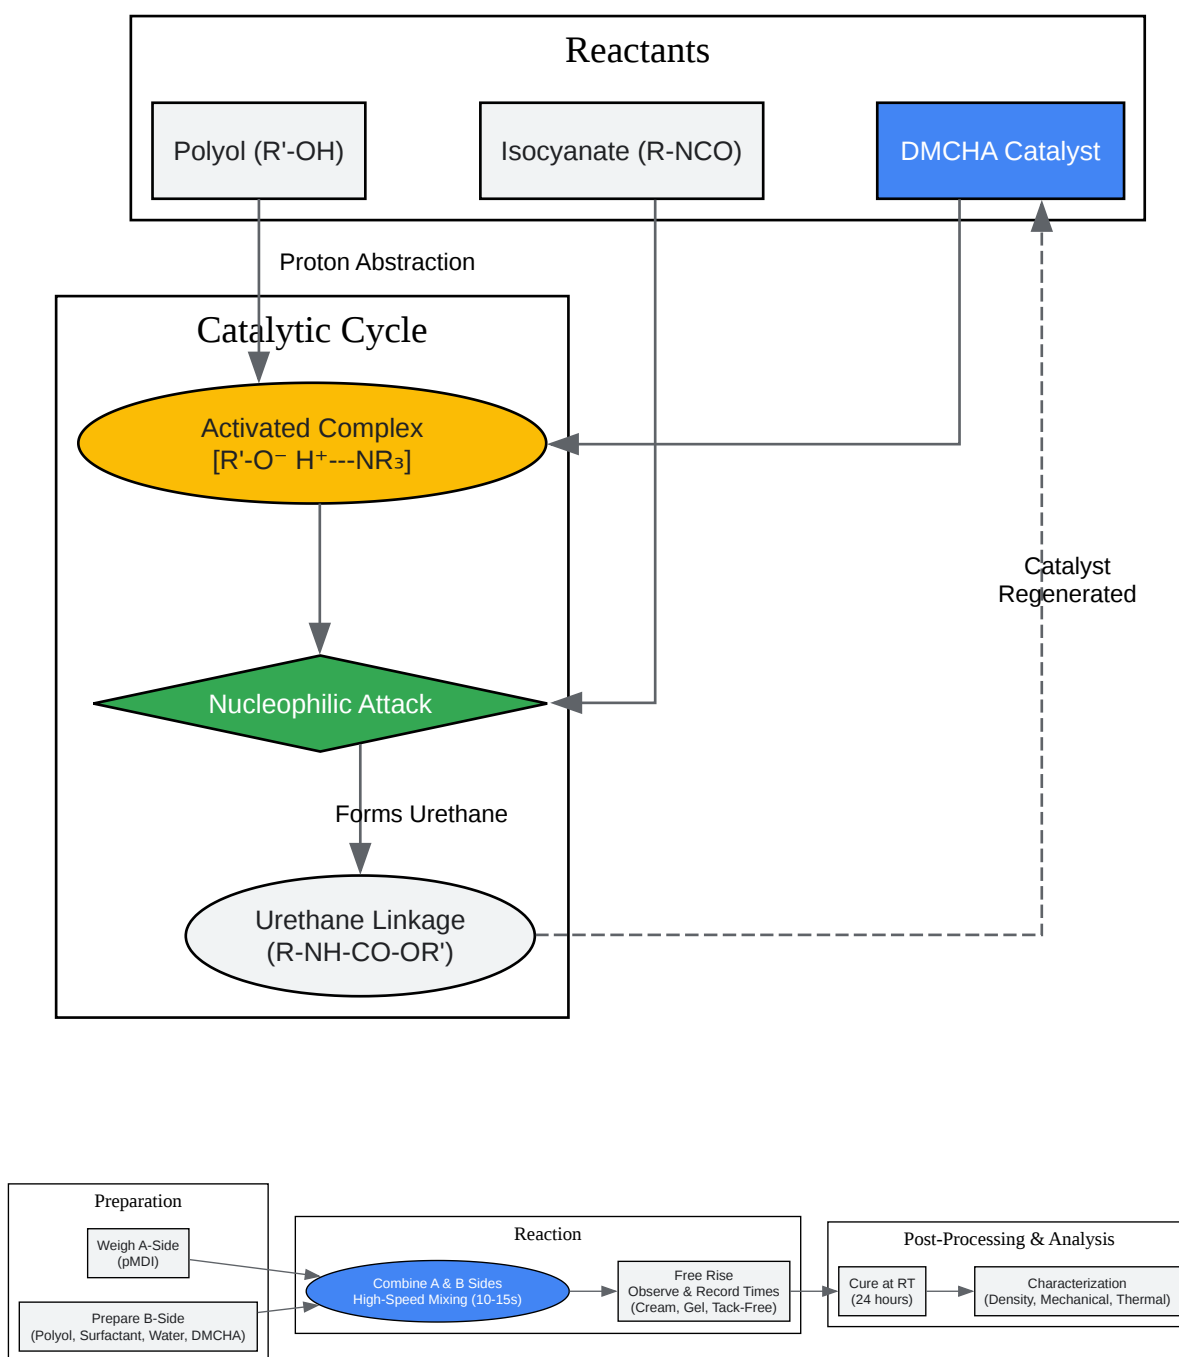 Reactants
Polyol (R'-OH)
Isocyanate (R-NCO)
DMCHA Catalyst
Proton Abstraction
Catalytic Cycle
Activated Complex
[R'-O⁻ H⁺---NR₃]
Catalyst
Regenerated
Nucleophilic Attack
Forms Urethane
Urethane Linkage
(R-NH-CO-OR')
Preparation
Weigh A-Side
(pMDI)
Prepare B-Side
(Polyol, Surfactant, Water, DMCHA)
Reaction
Combine A & B Sides
High-Speed Mixing (10-15s)
Free Rise
Observe & Record Times
(Cream, Gel, Tack-Free)
Post-Processing & Analysis
Cure at RT
(24 hours)
Characterization
(Density, Mechanical, Thermal)